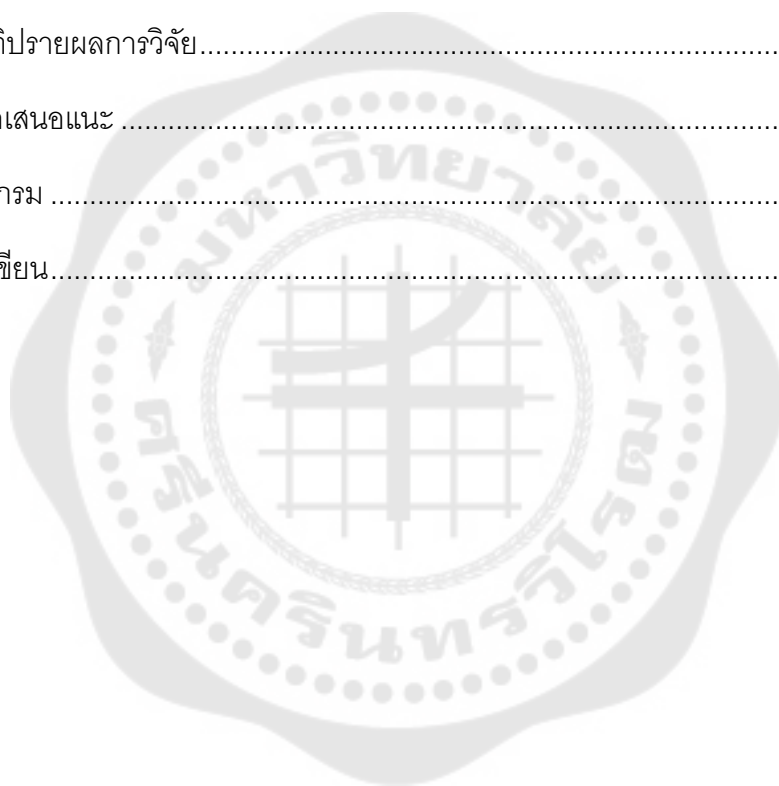 ปรายผลการวิจัย........................................................................
เสนอแนะ ..................................................................................
กรม ...........................................................................................
ขียน...........................................................................................
มหาวิทยาลัย
ศรีนครินทรวิโรฒ